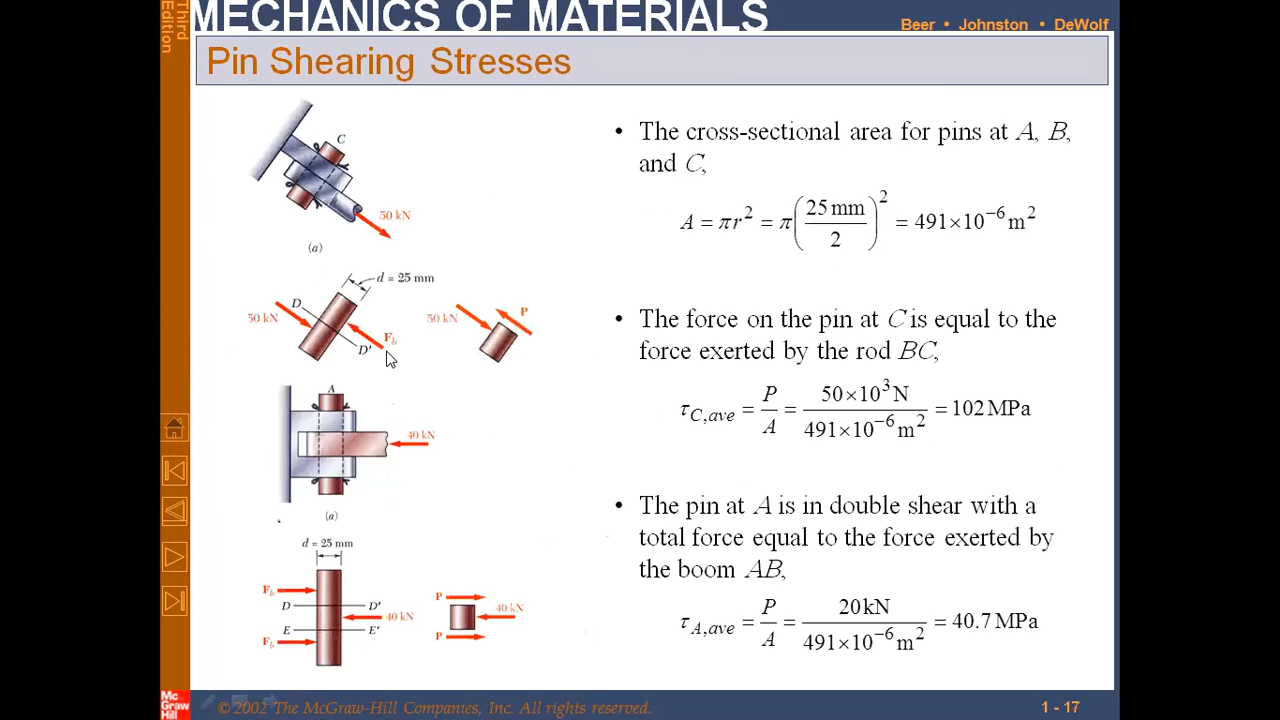 Third
Edition
MECHANICS OF MATERIALS
Beer • Johnston • DeWolf
Pin Shearing Stresses
C
50 kN
(a)
d = 25 mm
D
50 kN
F_b
D'
50 kN
P
A
40 kN
(a)
d = 25 mm
F_b
D D'
40 kN
E E'
F_b
P
40 kN
P
• The cross-sectional area for pins at A, B,
and C,
A = πr² = π(25 mm / 2)² = 491×10⁻⁶ m²
• The force on the pin at C is equal to the
force exerted by the rod BC,
τ_C,ave = P / A = 50×10³ N / 491×10⁻⁶ m² = 102 MPa
• The pin at A is in double shear with a
total force equal to the force exerted by
the boom AB,
τ_A,ave = P / A = 20 kN / 491×10⁻⁶ m² = 40.7 MPa
Mc
Graw
Hill
©2002 The McGraw-Hill Companies, Inc. All rights reserved.
1 - 17